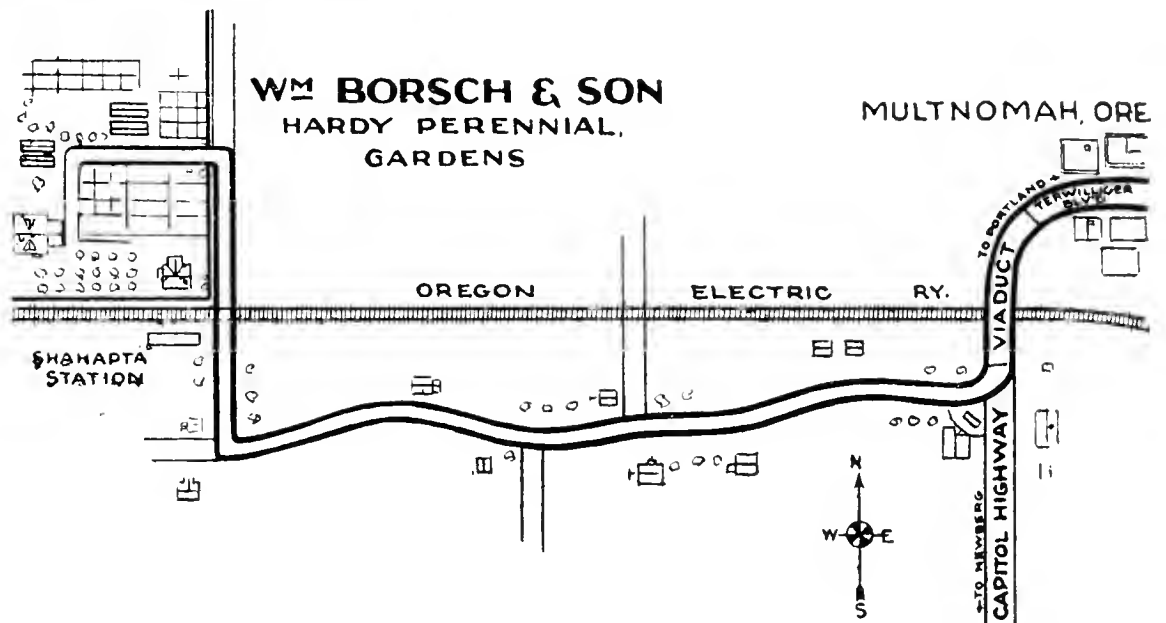 WM BORSCH & SON
HARDY PERENNIAL,
GARDENS
MULTNOMAH, ORE
TO PORTLAND
TERWILLIGER
BLVD
OREGON ELECTRIC RY.
VIADUCT
SHAHAPTA
STATION
N
W E
S
←TO NEWBERG
CAPITOL HIGHWAY